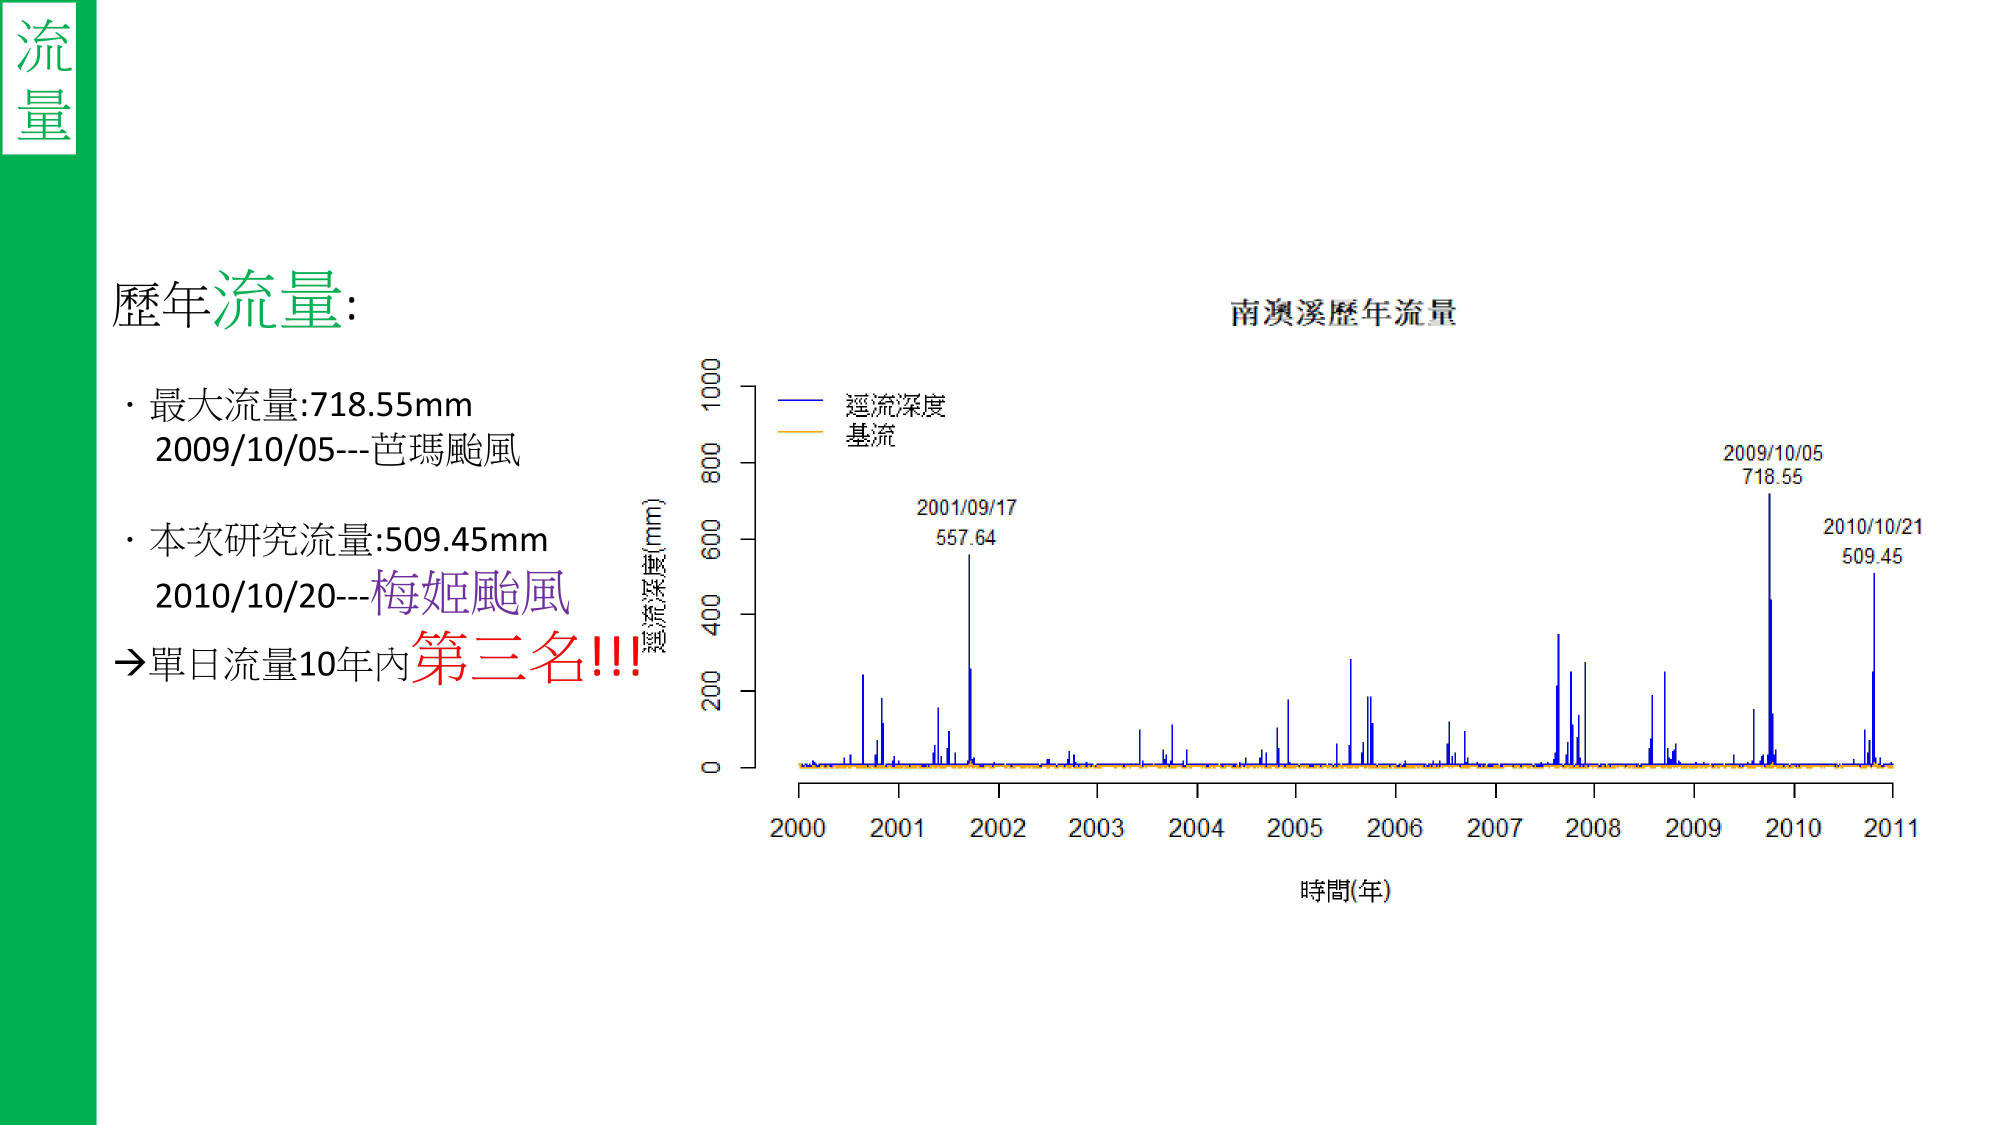 流
量
歷年流量:
・最大流量:718.55mm
2009/10/05---芭瑪颱風
・本次研究流量:509.45mm
2010/10/20---梅姬颱風
→單日流量10年內第三名!!!
南澳溪歷年流量
逕流深度(mm)
1000
800
600
400
200
0
逕流深度
基流
2001/09/17
557.64
2009/10/05
718.55
2010/10/21
509.45
2000 2001 2002 2003 2004 2005 2006 2007 2008 2009 2010 2011
時間(年)